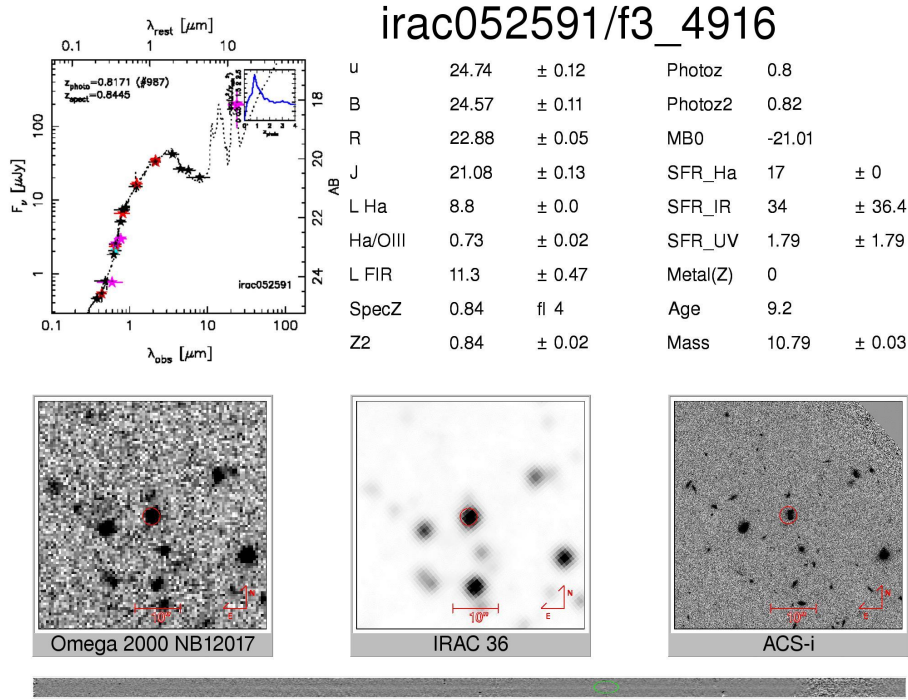 irac052591/f3_4916
λrest [μm]
0.1 1 10
zphoto=0.8171 (#987)
zspect=0.8445
Fν [μJy]
100
10
1
18
20
22
24
AB
irac052591
0.1 1 10 100
λobs [μm]
u 24.74 ± 0.12 Photoz 0.8
B 24.57 ± 0.11 Photoz2 0.82
R 22.88 ± 0.05 MB0 -21.01
J 21.08 ± 0.13 SFR_Ha 17 ± 0
L Ha 8.8 ± 0.0 SFR_IR 34 ± 36.4
Ha/OIII 0.73 ± 0.02 SFR_UV 1.79 ± 1.79
L FIR 11.3 ± 0.47 Metal(Z) 0
SpecZ 0.84 fl 4 Age 9.2
Z2 0.84 ± 0.02 Mass 10.79 ± 0.03
10" E N
10" E N
10" E N
Omega 2000 NB12017
IRAC 36
ACS-i